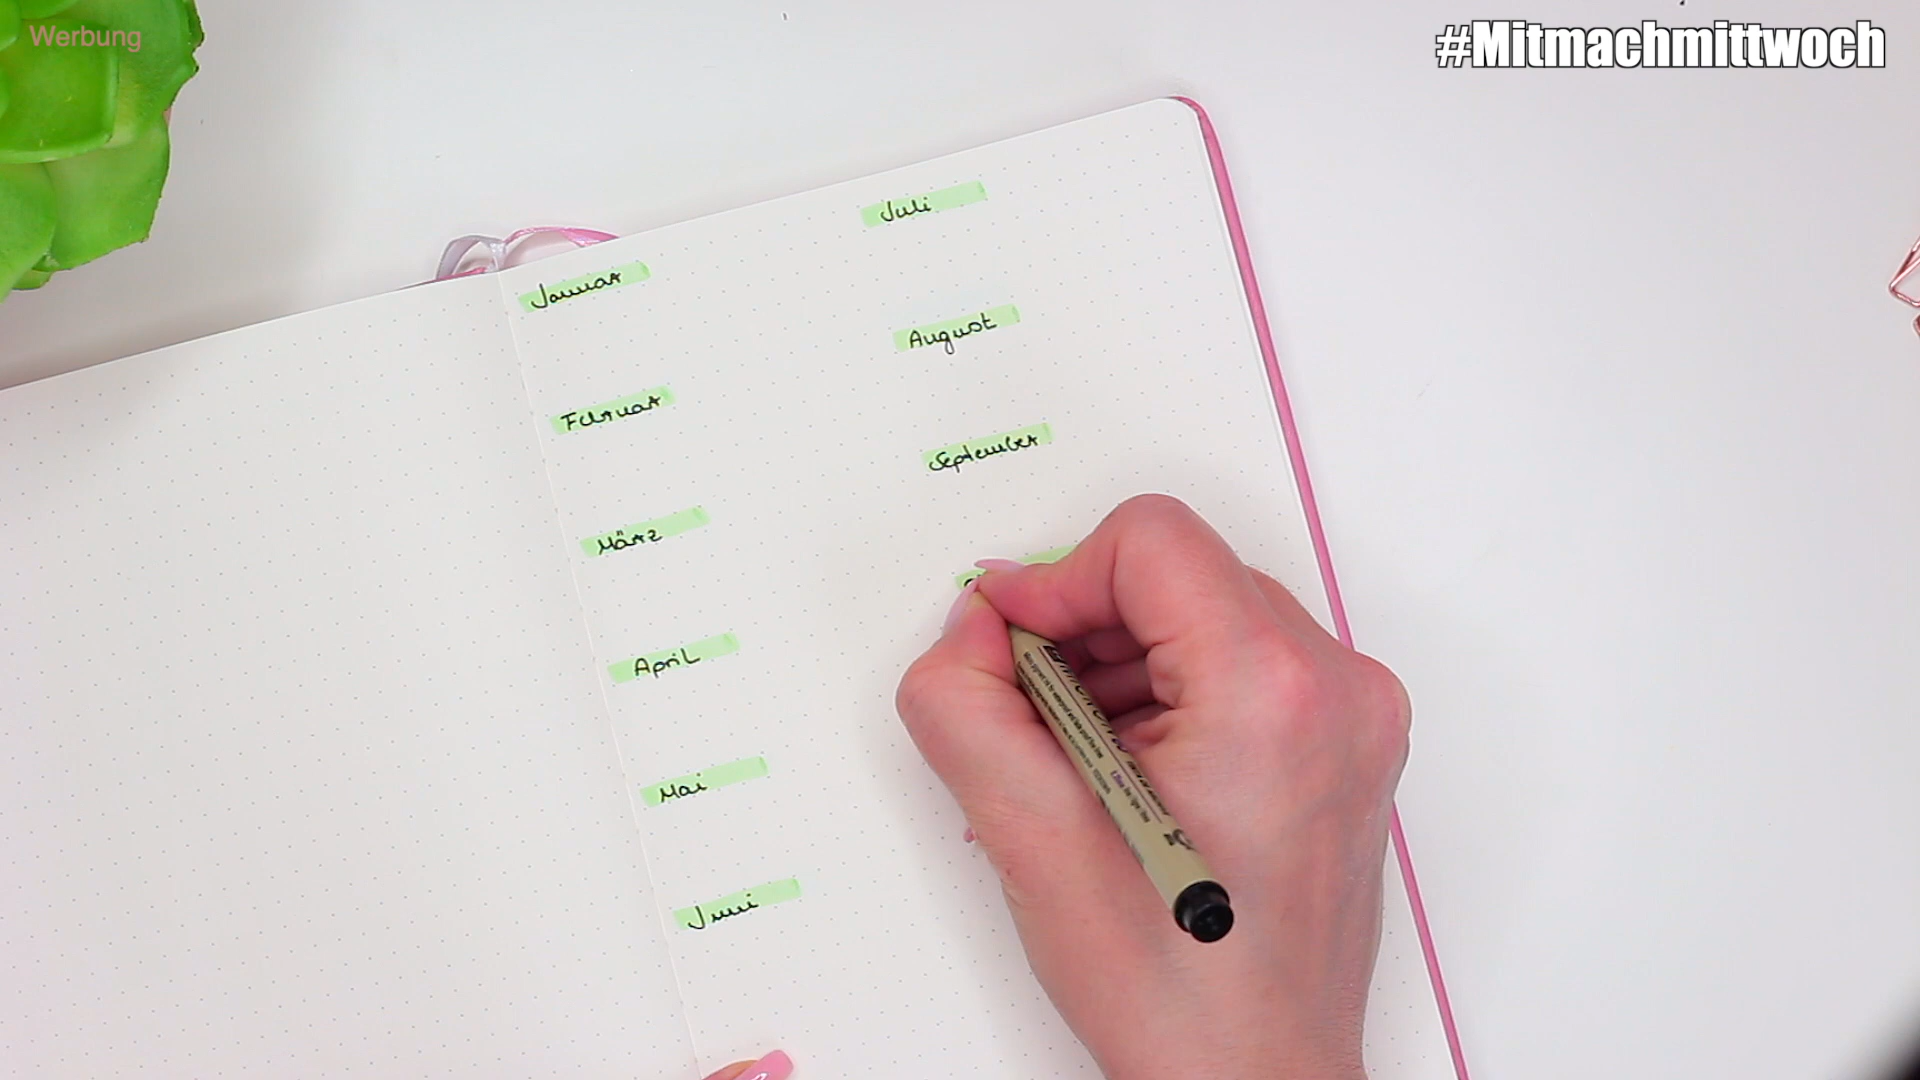 Werbung
#Mitmachmittwoch
Januar
Februar
März
April
Mai
Juni
Juli
August
September